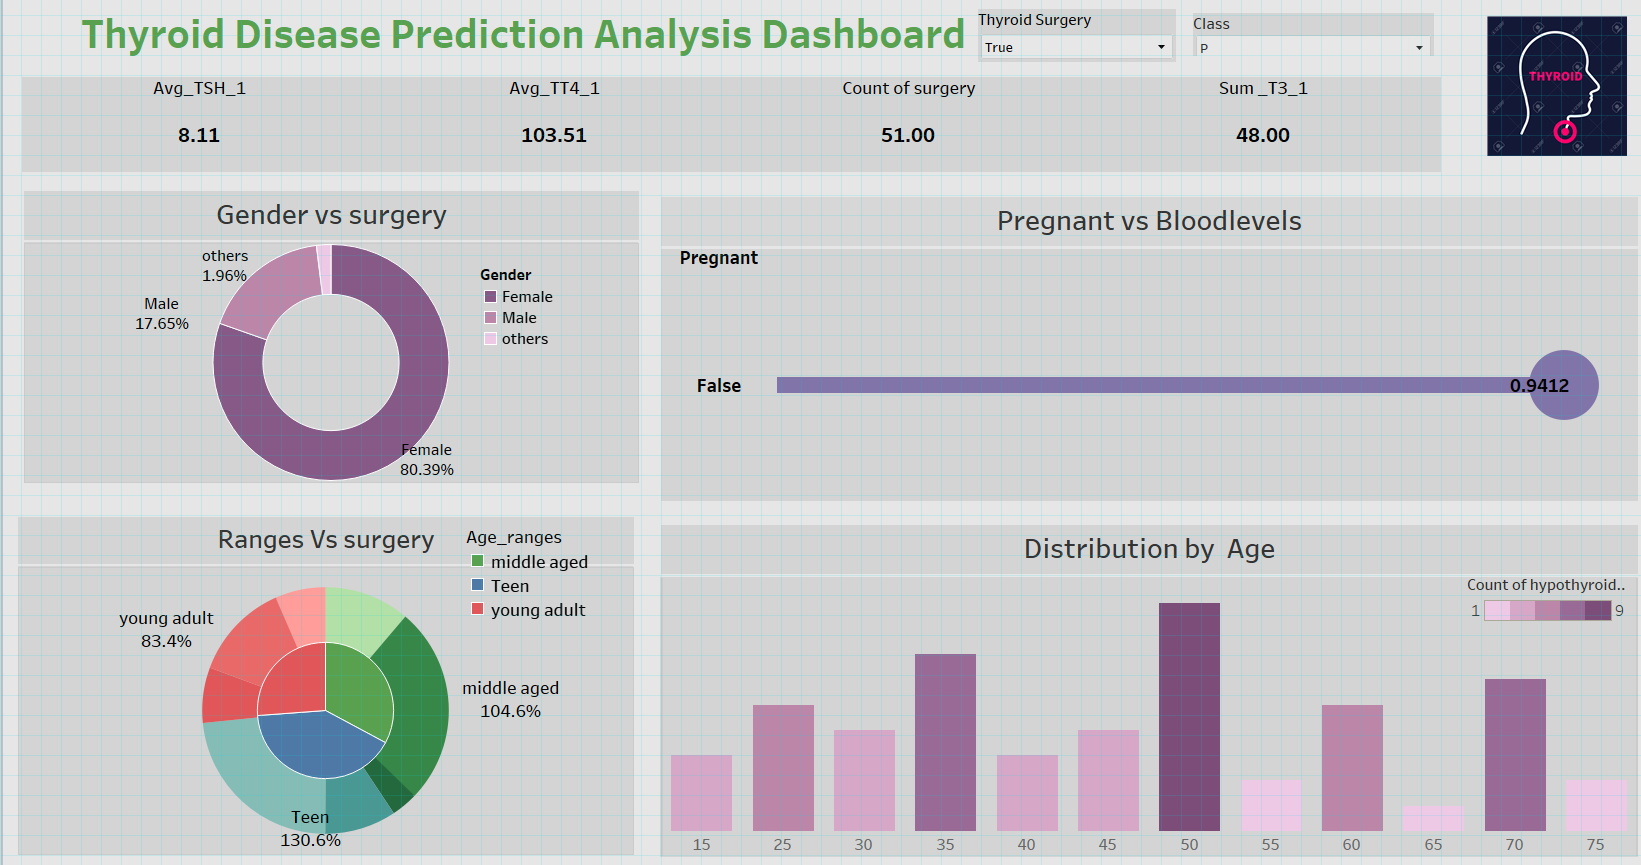 Thyroid Disease Prediction Analysis Dashboard
Thyroid Surgery
True
Class
P
THYROID
Avg_TSH_1
8.11
Avg_TT4_1
103.51
Count of surgery
51.00
Sum _T3_1
48.00
Gender vs surgery
others
1.96%
Male
17.65%
Female
80.39%
Gender
Female
Male
others
Pregnant vs Bloodlevels
Pregnant
False
0.9412
Ranges Vs surgery
Age_ranges
middle aged
Teen
young adult
young adult
83.4%
middle aged
104.6%
Teen
130.6%
Distribution by  Age
Count of hypothyroid..
1 9
15 25 30 35 40 45 50 55 60 65 70 75